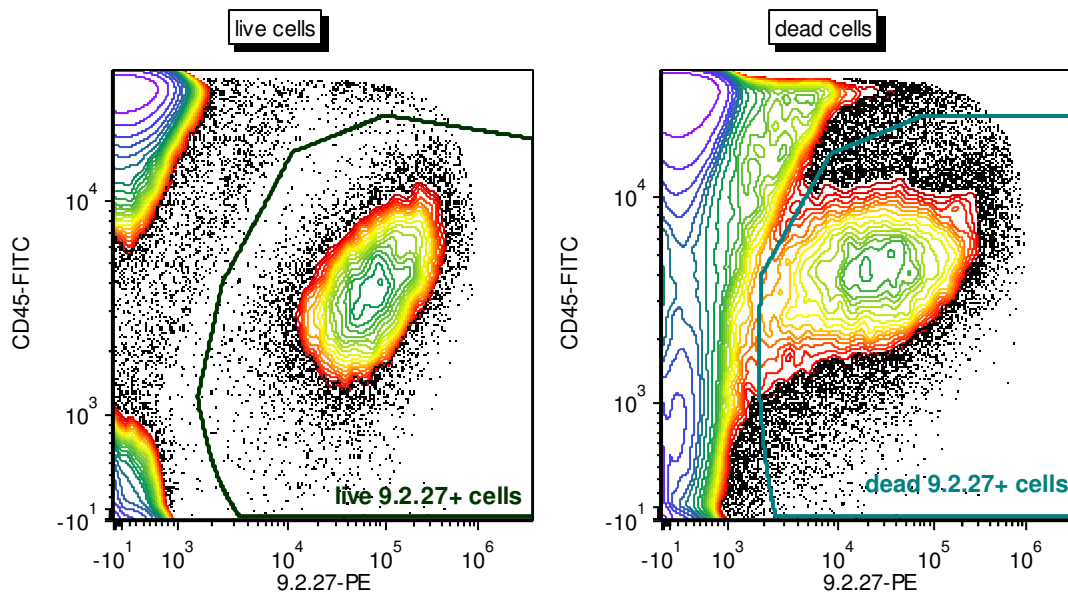 live cells
dead cells
CD45-FITC
10^4
10^3
-10^1
live 9.2.27+ cells
-10^1
10^3
10^4
10^5
10^6
9.2.27-PE
CD45-FITC
10^4
10^3
-10^1
dead 9.2.27+ cells
-10^1
10^3
10^4
10^5
10^6
9.2.27-PE